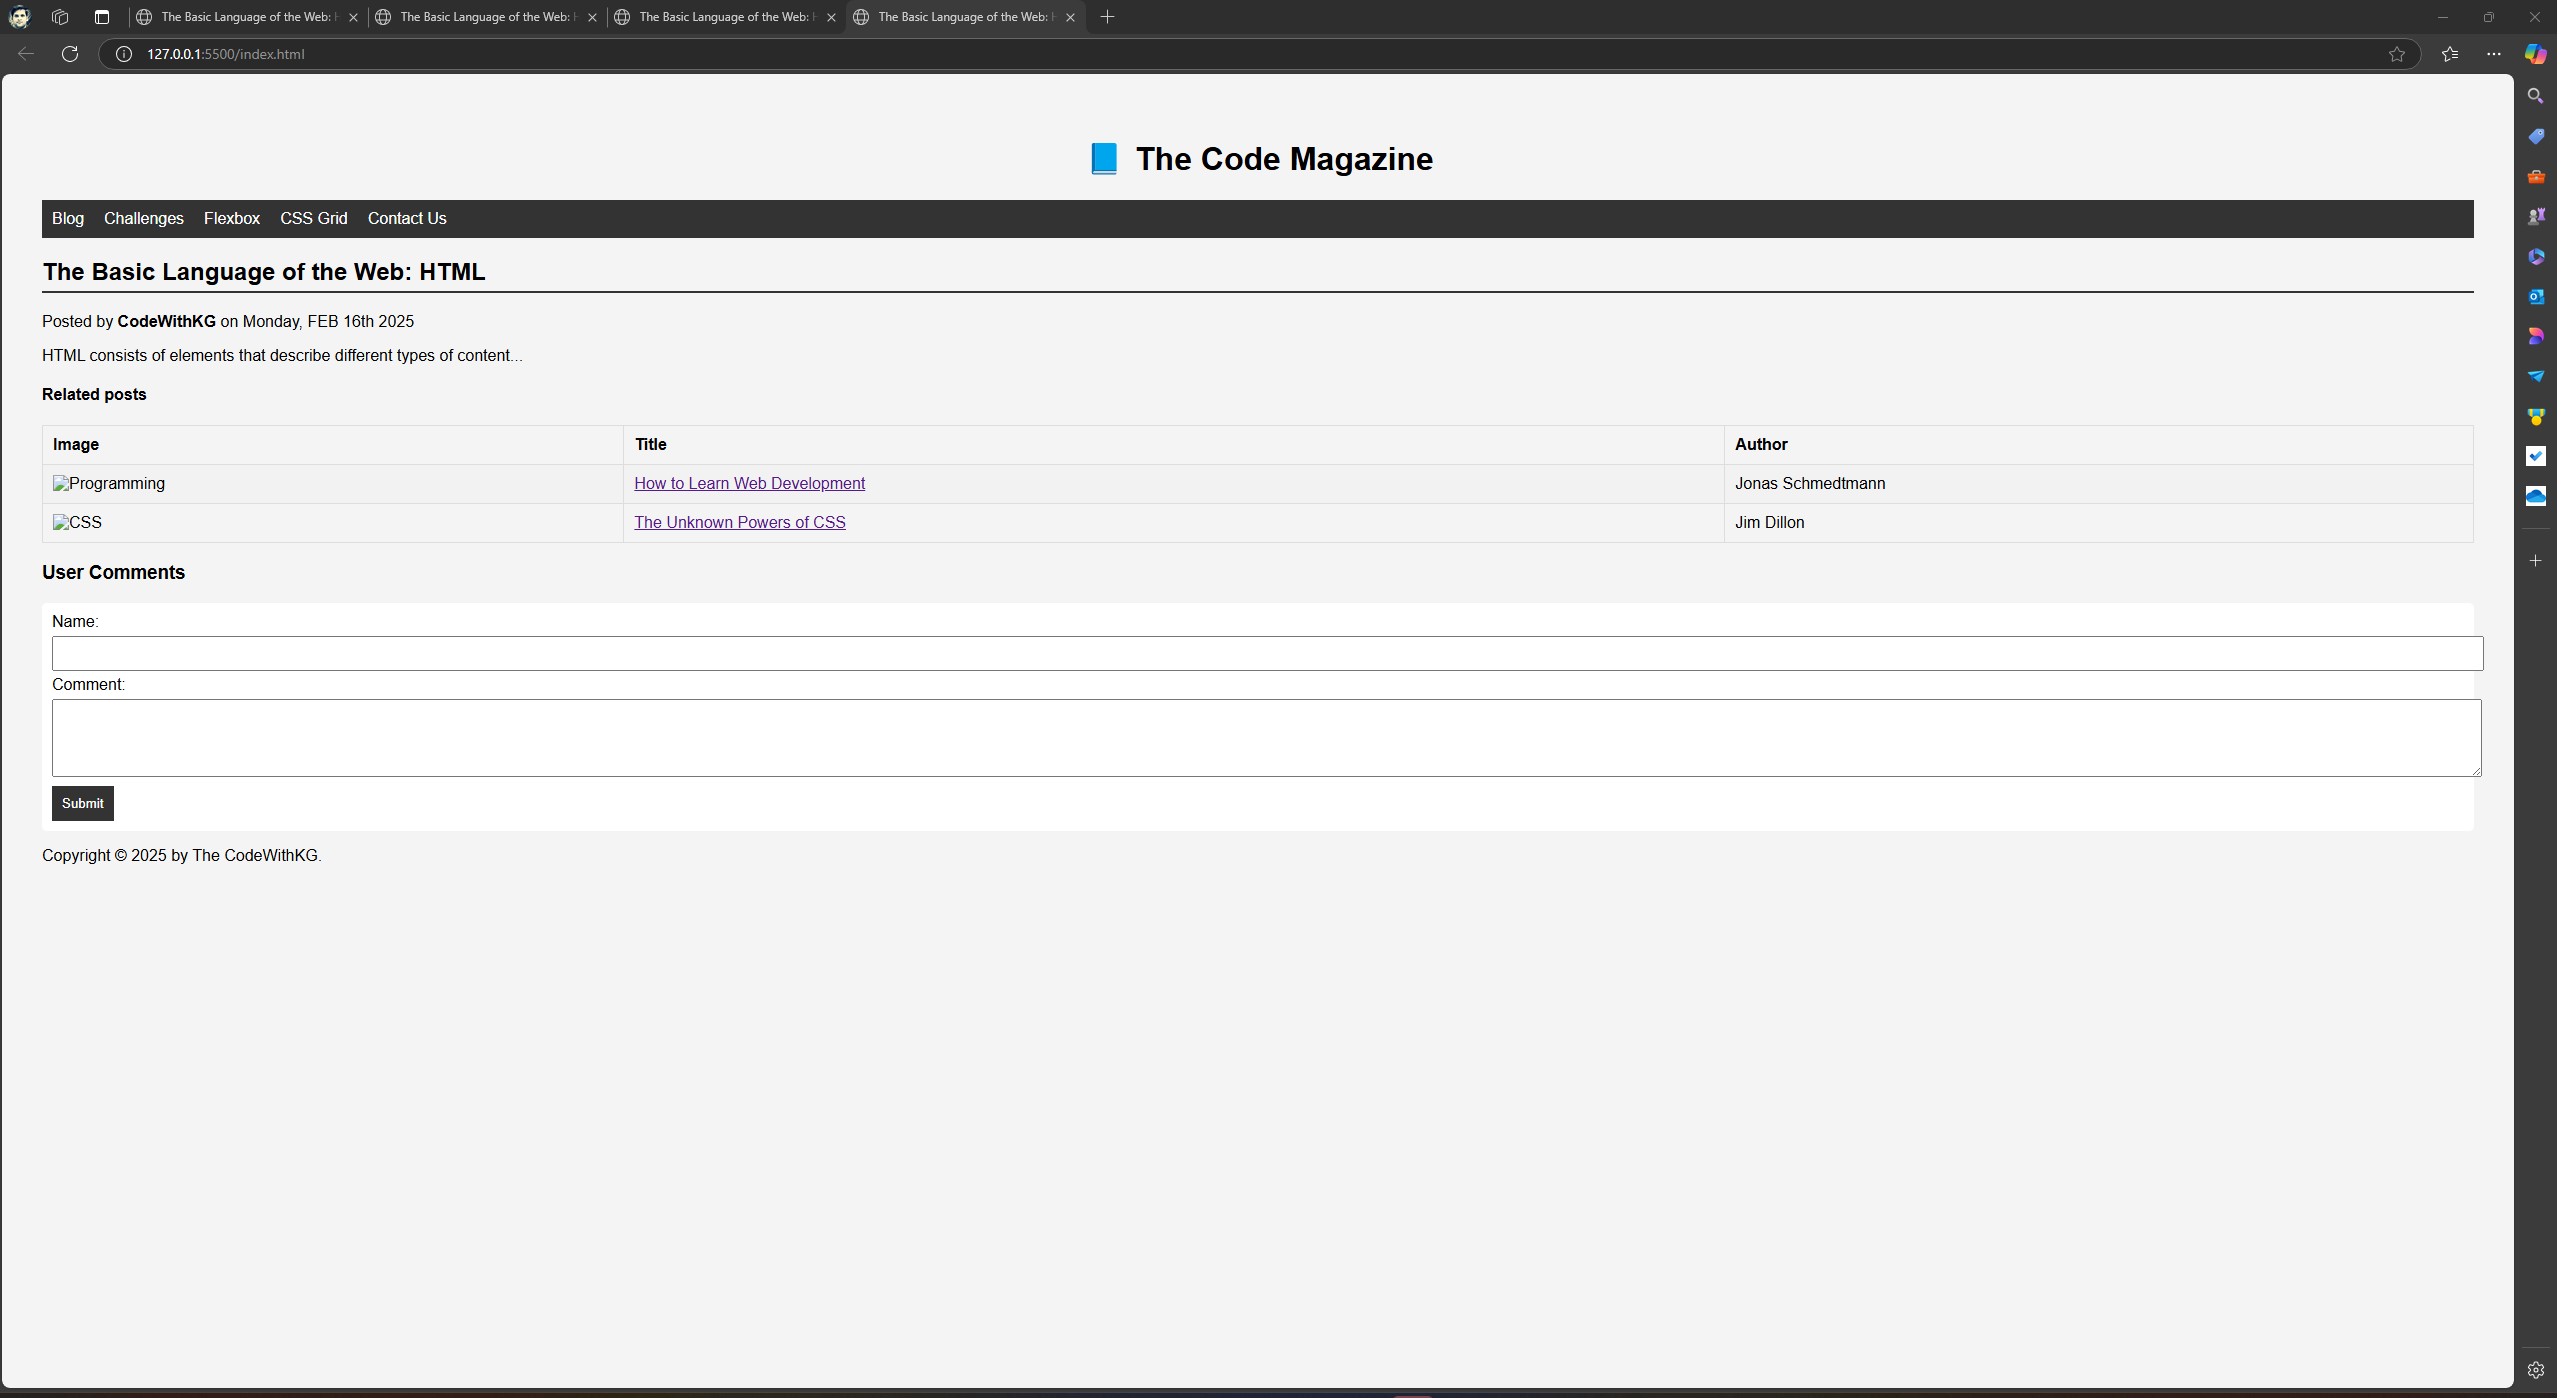 The Basic Language of the Web: H
The Basic Language of the Web: H
The Basic Language of the Web: H
The Basic Language of the Web: H
127.0.0.1:5500/index.html
The Code Magazine
Blog Challenges Flexbox CSS Grid Contact Us
The Basic Language of the Web: HTML
Posted by CodeWithKG on Monday, FEB 16th 2025
HTML consists of elements that describe different types of content...
Related posts
Image Title Author
Programming How to Learn Web Development Jonas Schmedtmann
CSS The Unknown Powers of CSS Jim Dillon
User Comments
Name:
Comment:
Submit
Copyright © 2025 by The CodeWithKG.